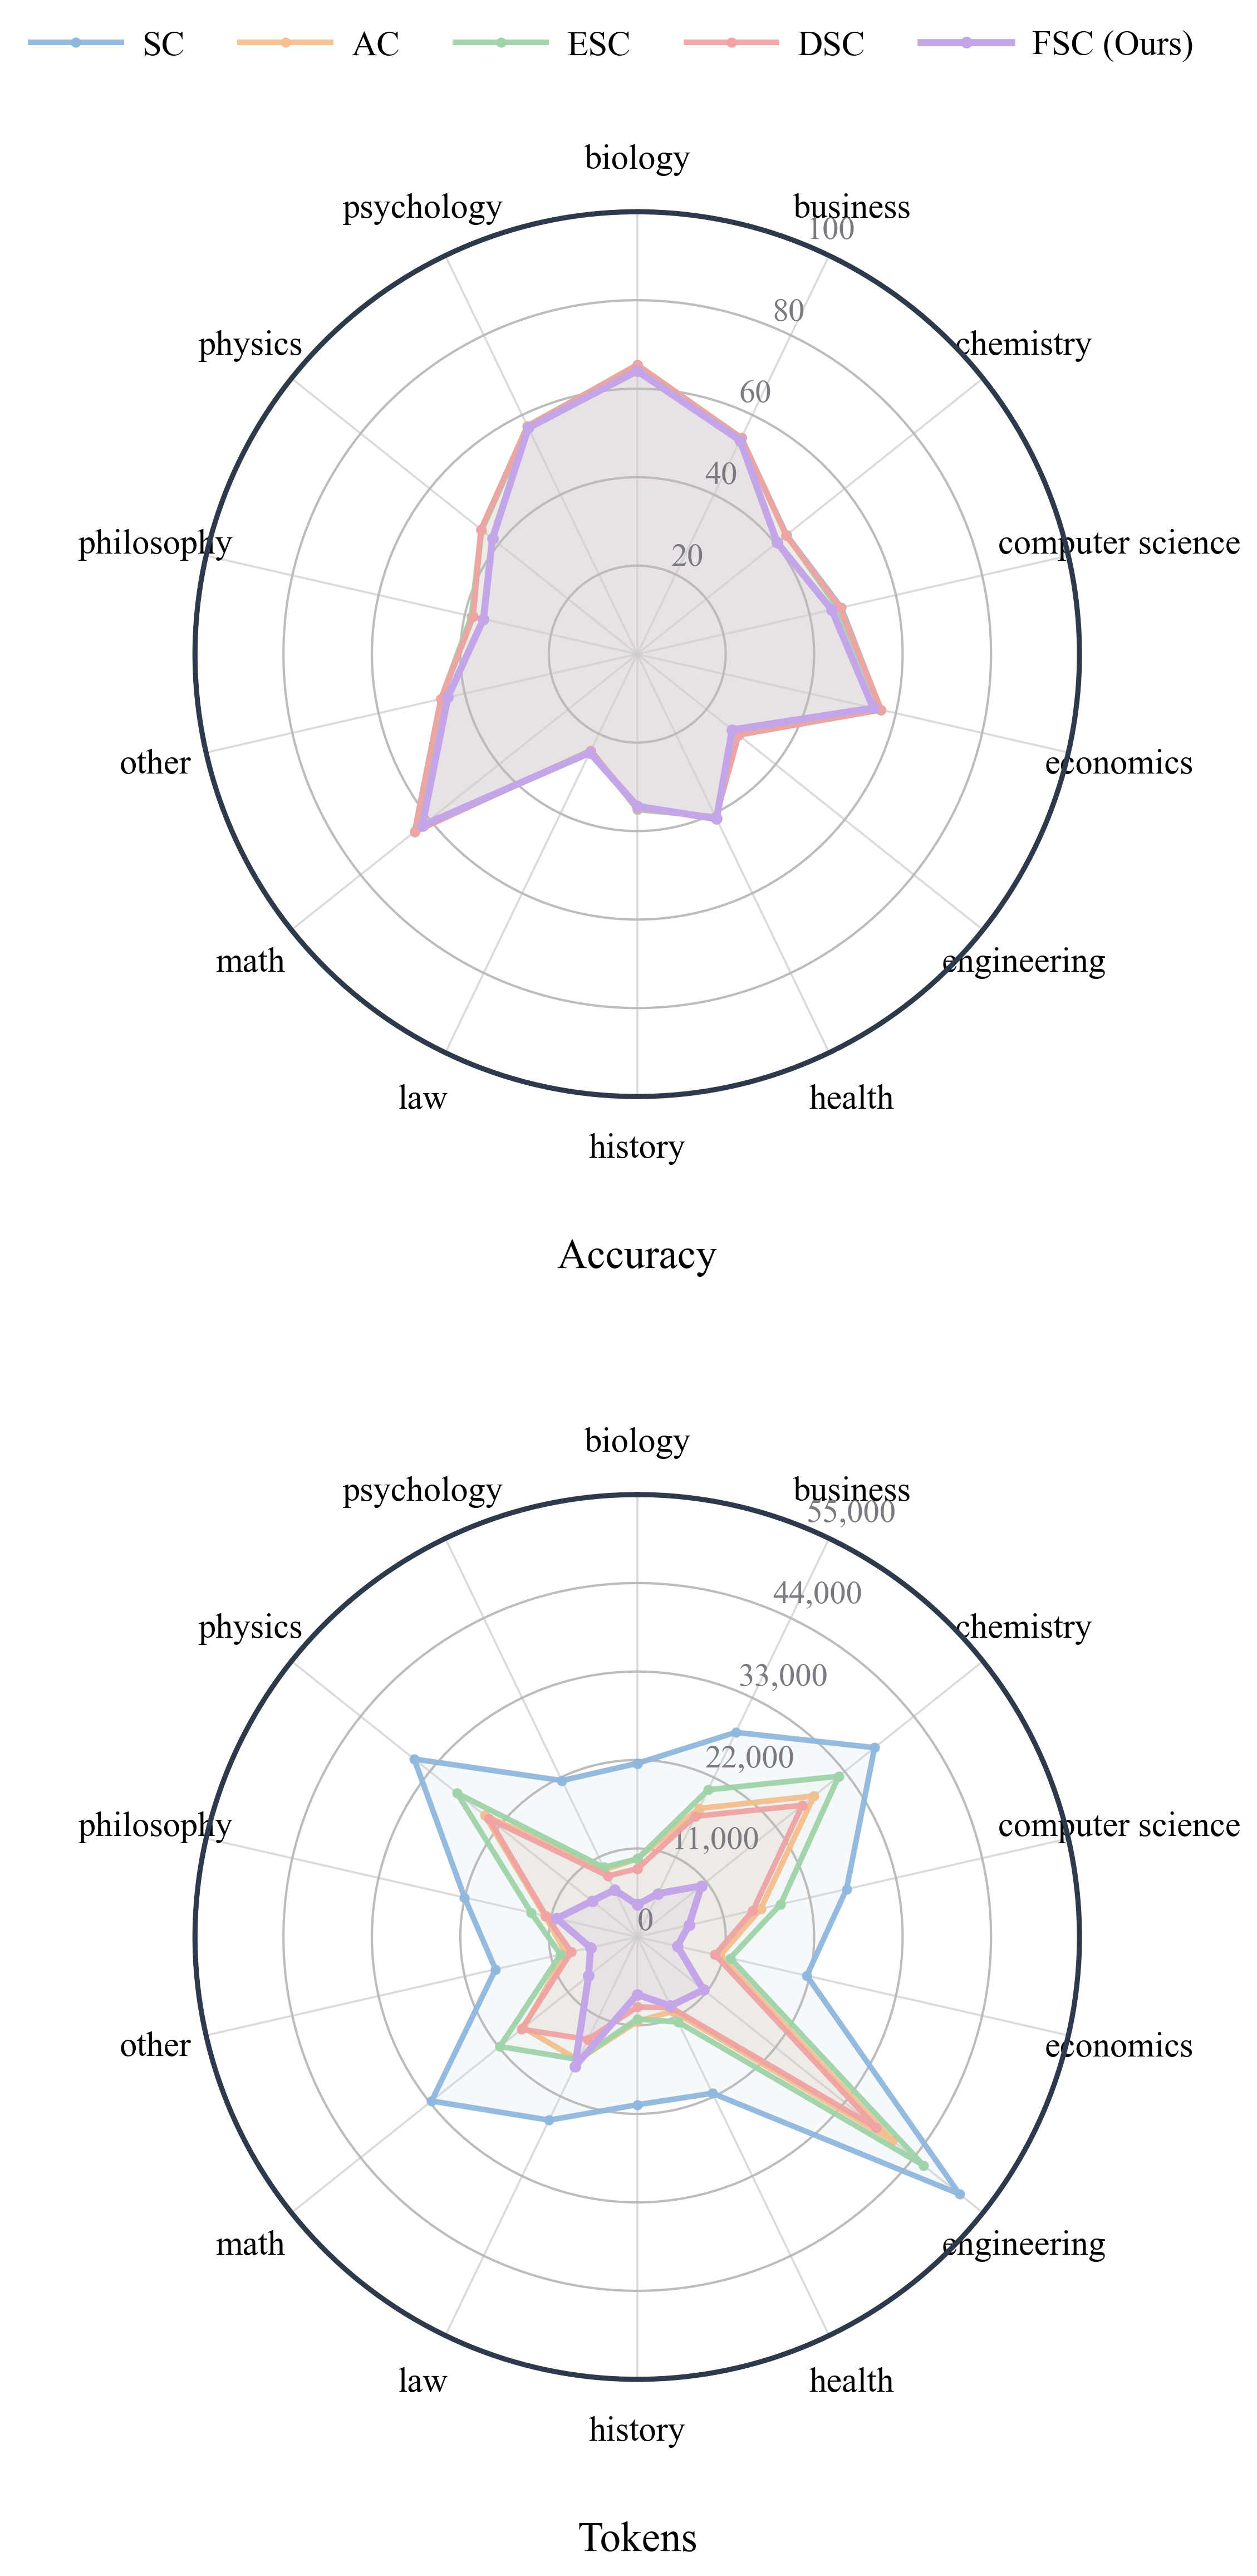 SC AC ESC DSC FSC (Ours)
biology
psychology business
100
80
physics chemistry
60
40
philosophy computer science
20
other economics
math engineering
law health
history
Accuracy
biology
psychology business
55,000
44,000
physics chemistry
33,000
22,000
philosophy computer science
11,000
0
other economics
math engineering
law health
history
Tokens